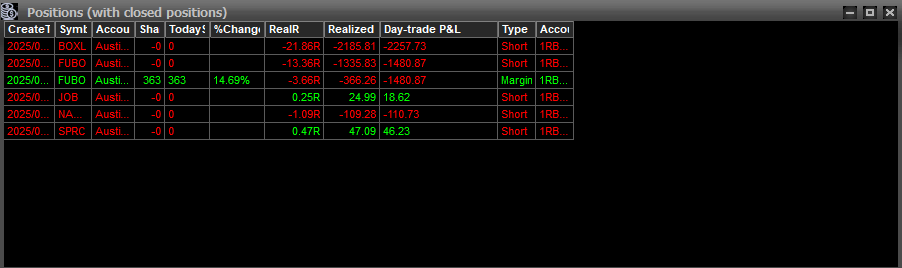 Positions (with closed positions)
CreateT Symb Accou Sha TodayS %Change RealR Realized Day-trade P&L Type Accou
2025/0... BOXL Austi... -0 0 -21.86R -2185.81 -2257.73 Short 1RB...
2025/0... FUBO Austi... -0 0 -13.36R -1335.83 -1480.87 Short 1RB...
2025/0... FUBO Austi... 363 363 14.69% -3.66R -366.26 -1480.87 Margin 1RB...
2025/0... JOB Austi... -0 0 0.25R 24.99 18.62 Short 1RB...
2025/0... NA... Austi... -0 0 -1.09R -109.28 -110.73 Short 1RB...
2025/0... SPRC Austi... -0 0 0.47R 47.09 46.23 Short 1RB...